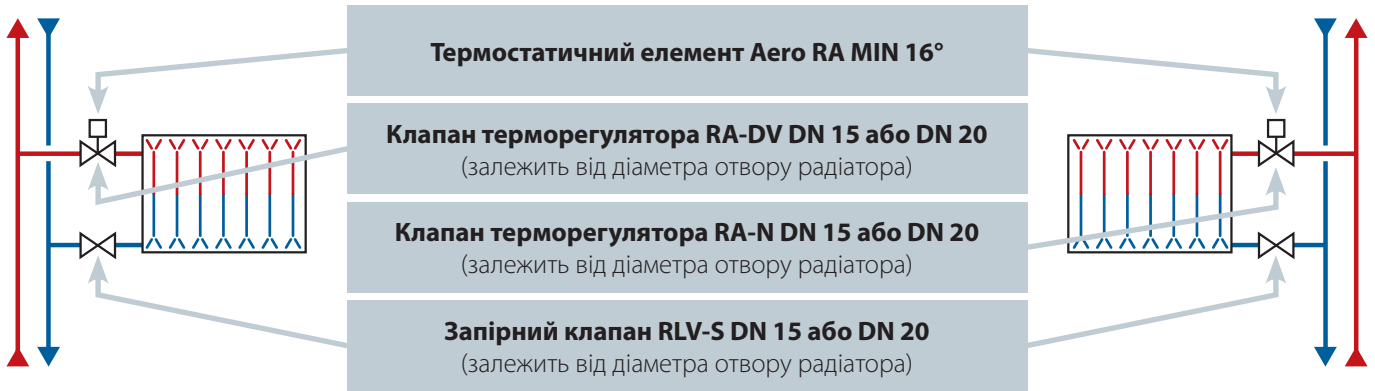 Термостатичний елемент Aero RA MIN 16°
Клапан терморегулятора RA-DV DN 15 або DN 20
(залежить від діаметра отвору радіатора)
Клапан терморегулятора RA-N DN 15 або DN 20
(залежить від діаметра отвору радіатора)
Запірний клапан RLV-S DN 15 або DN 20
(залежить від діаметра отвору радіатора)